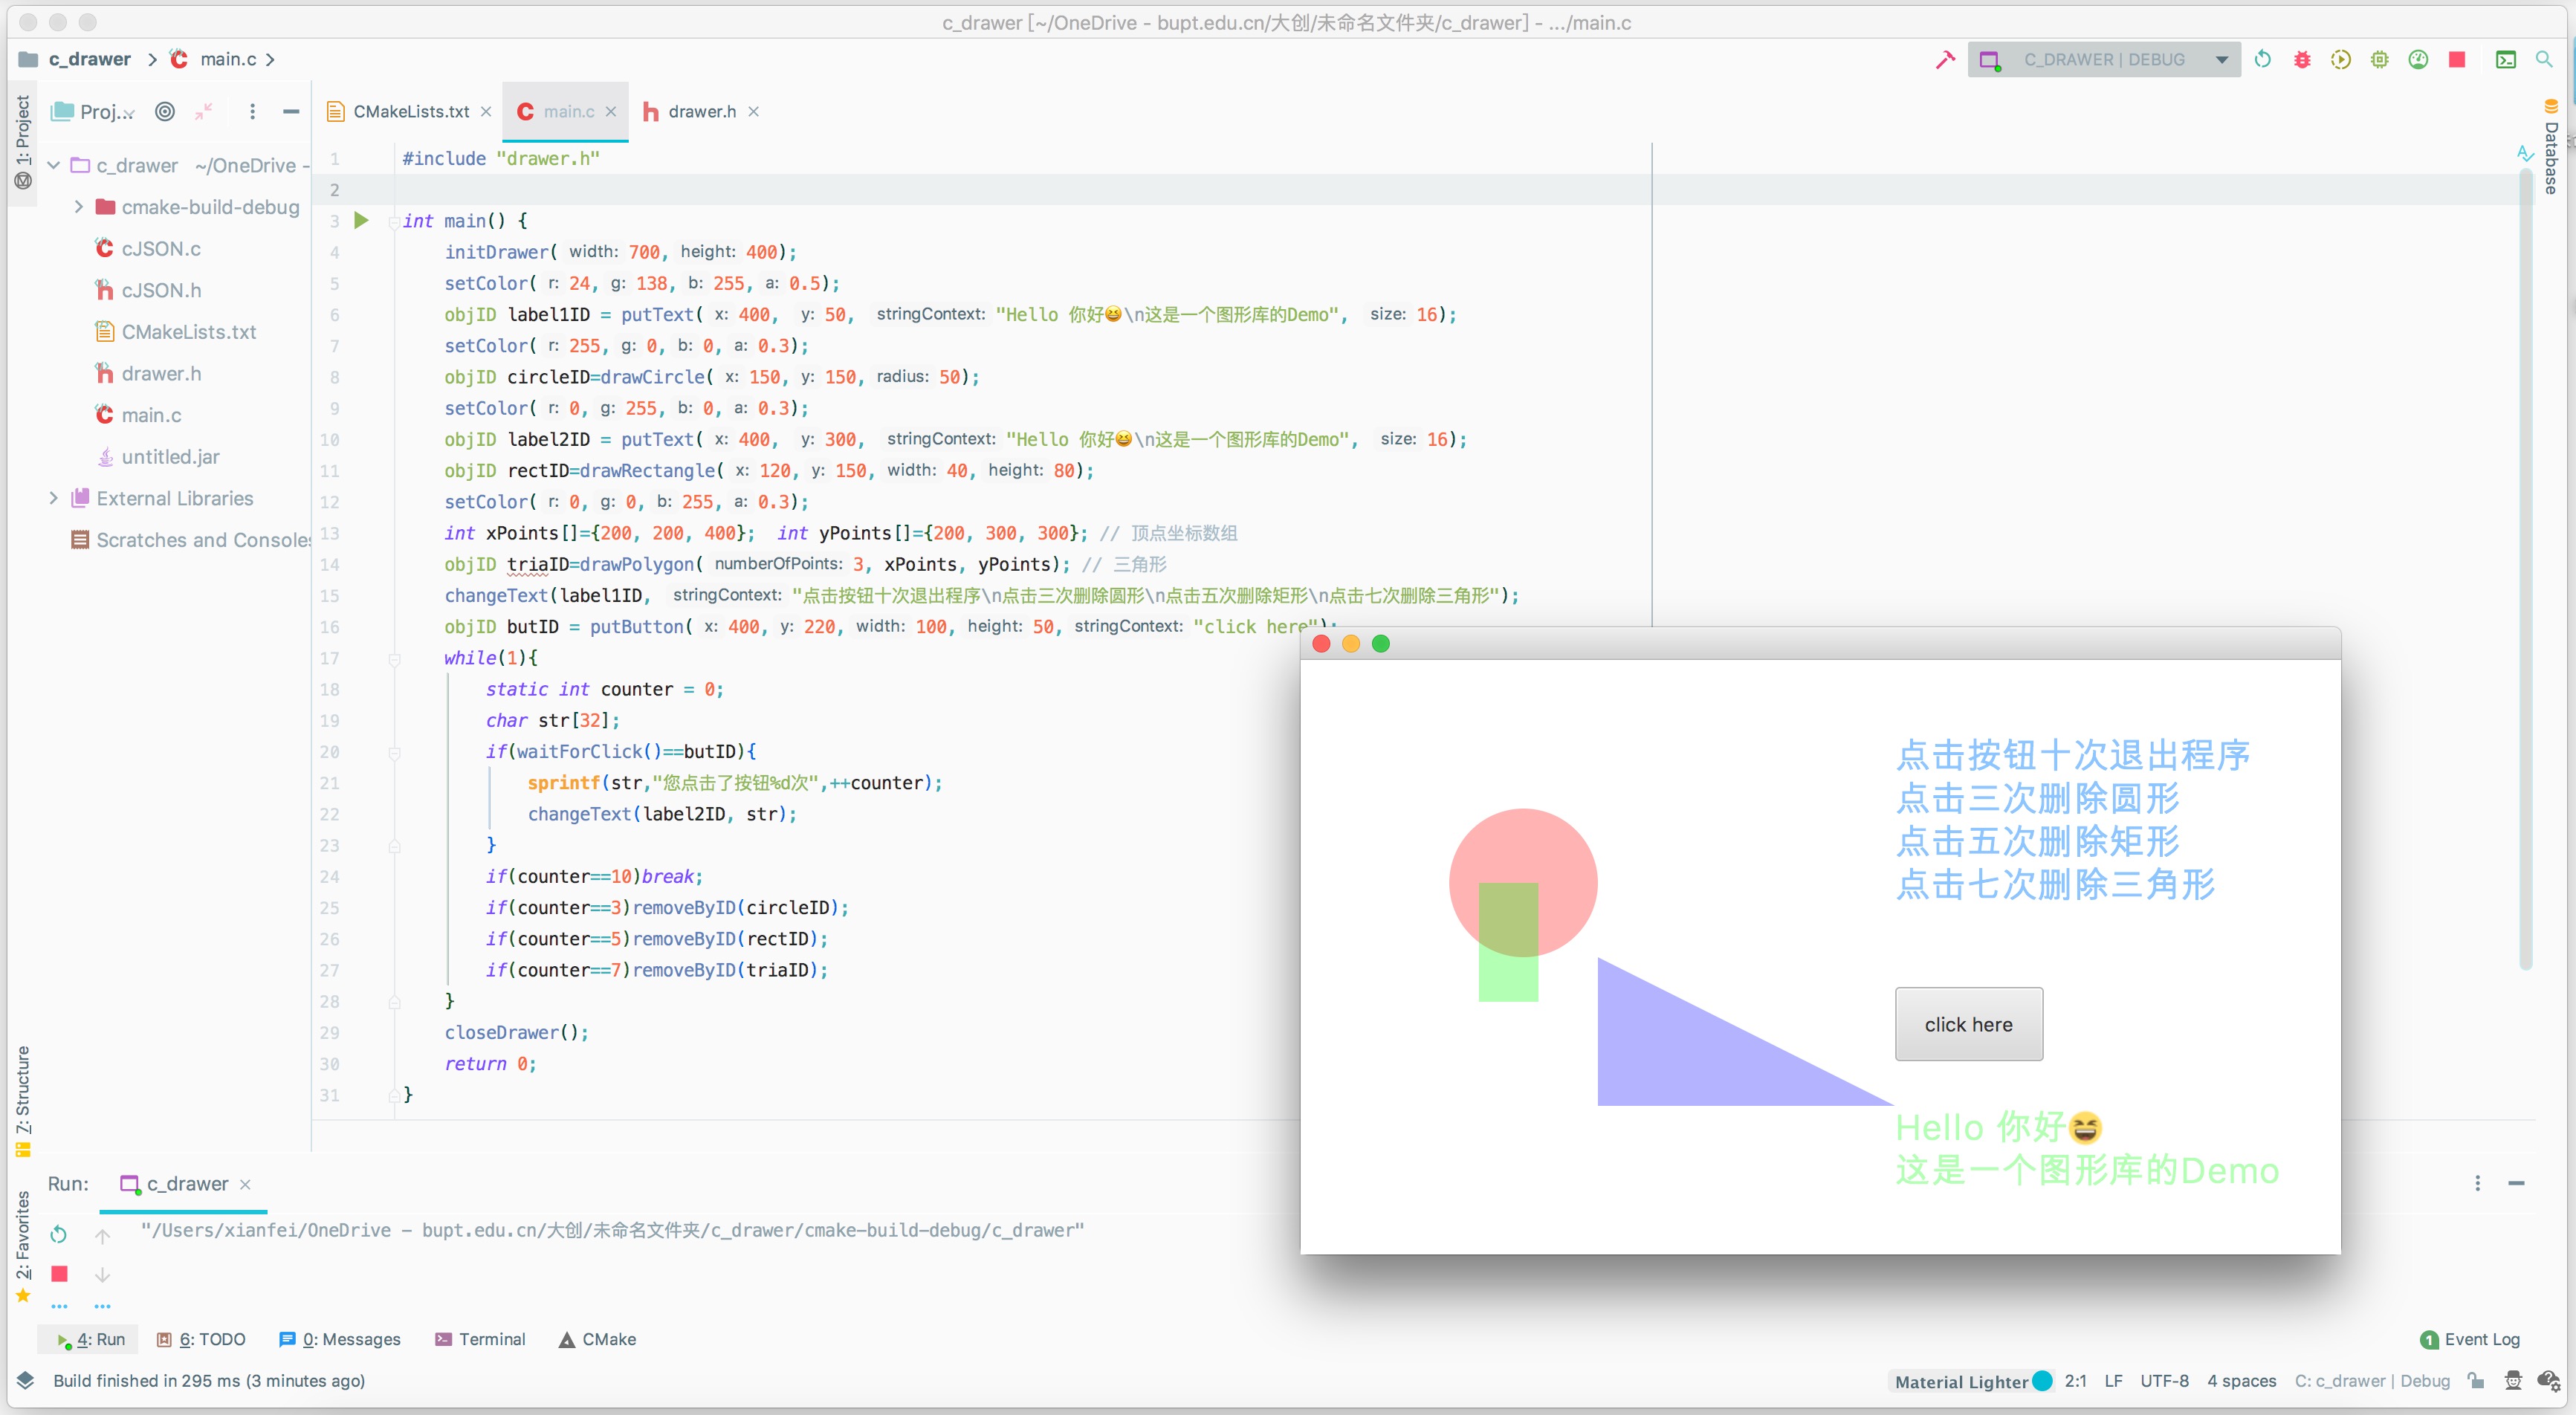 c_drawer [~/OneDrive - bupt.edu.cn/大创/未命名文件夹/c_drawer] - .../main.c
c_drawer
main.c
C_DRAWER | DEBUG
1: Project
Proj...
CMakeLists.txt
main.c
drawer.h
Database
c_drawer ~/OneDrive -
cmake-build-debug
cJSON.c
cJSON.h
CMakeLists.txt
drawer.h
main.c
untitled.jar
External Libraries
Scratches and Consoles
1 #include "drawer.h"
2
3 int main() {
4 initDrawer( width: 700, height: 400);
5 setColor( r: 24, g: 138, b: 255, a: 0.5);
6 objID label1ID = putText( x: 400, y: 50, stringContext: "Hello 你好😆\n这是一个图形库的Demo", size: 16);
7 setColor( r: 255, g: 0, b: 0, a: 0.3);
8 objID circleID=drawCircle( x: 150, y: 150, radius: 50);
9 setColor( r: 0, g: 255, b: 0, a: 0.3);
10 objID label2ID = putText( x: 400, y: 300, stringContext: "Hello 你好😆\n这是一个图形库的Demo", size: 16);
11 objID rectID=drawRectangle( x: 120, y: 150, width: 40, height: 80);
12 setColor( r: 0, g: 0, b: 255, a: 0.3);
13 int xPoints[]={200, 200, 400}; int yPoints[]={200, 300, 300}; // 顶点坐标数组
14 objID triaID=drawPolygon( numberOfPoints: 3, xPoints, yPoints); // 三角形
15 changeText(label1ID, stringContext: "点击按钮十次退出程序\n点击三次删除圆形\n点击五次删除矩形\n点击七次删除三角形");
16 objID butID = putButton( x: 400, y: 220, width: 100, height: 50, stringContext: "click here");
17 while(1){
18 static int counter = 0;
19 char str[32];
20 if(waitForClick()==butID){
21 sprintf(str,"您点击了按钮%d次",++counter);
22 changeText(label2ID, str);
23 }
24 if(counter==10)break;
25 if(counter==3)removeByID(circleID);
26 if(counter==5)removeByID(rectID);
27 if(counter==7)removeByID(triaID);
28 }
29 closeDrawer();
30 return 0;
31 }
点击按钮十次退出程序
点击三次删除圆形
点击五次删除矩形
点击七次删除三角形
click here
Hello 你好😆
这是一个图形库的Demo
7: Structure
2: Favorites
Run: c_drawer
"/Users/xianfei/OneDrive - bupt.edu.cn/大创/未命名文件夹/c_drawer/cmake-build-debug/c_drawer"
4: Run 6: TODO 0: Messages Terminal CMake 1 Event Log
Build finished in 295 ms (3 minutes ago) Material Lighter 2:1 LF UTF-8 4 spaces C: c_drawer | Debug